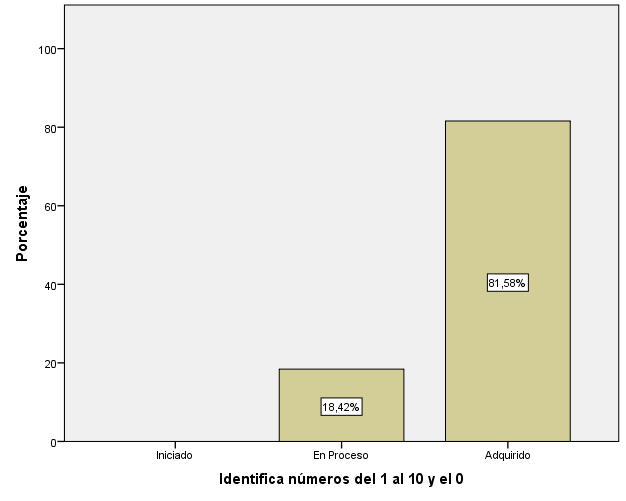 Porcentaje
100
80
60
40
20
0
81,58%
18,42%
Iniciado
En Proceso
Adquirido
Identifica números del 1 al 10 y el 0